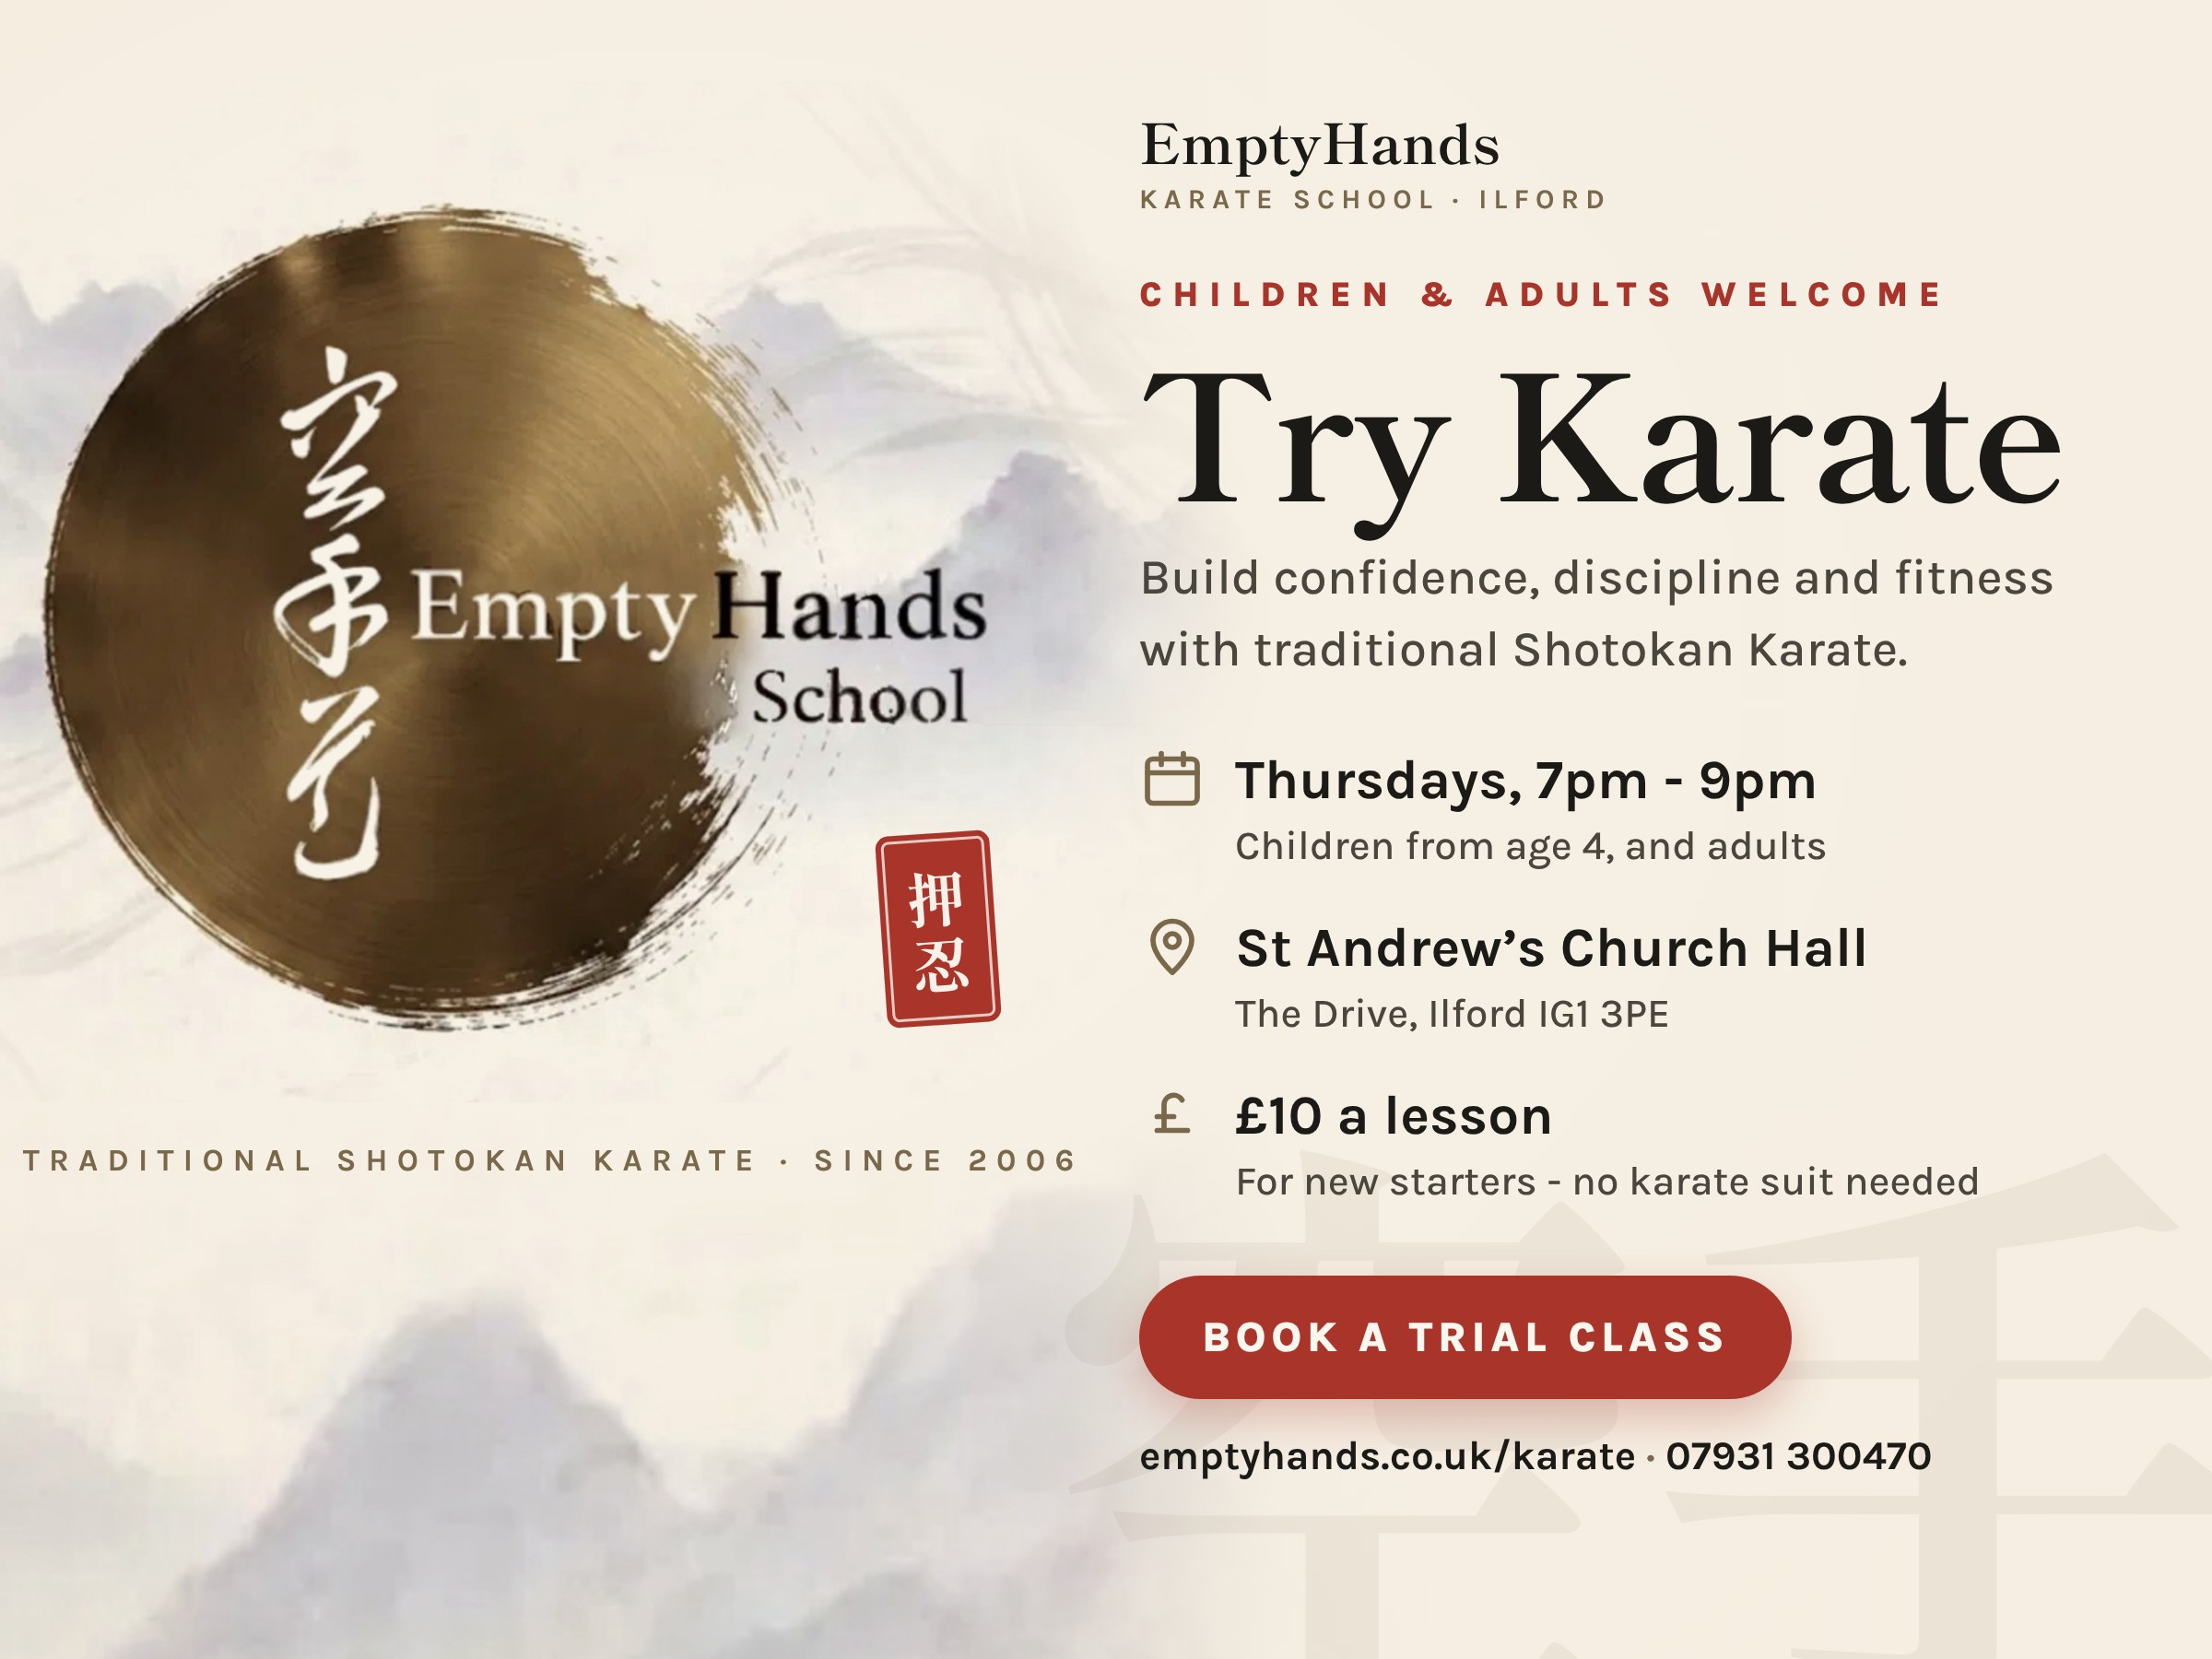 空手道
Empty Hands
School
押忍
TRADITIONAL SHOTOKAN KARATE · SINCE 2006
EmptyHands
KARATE SCHOOL · ILFORD
CHILDREN & ADULTS WELCOME
Try Karate
Build confidence, discipline and fitness
with traditional Shotokan Karate.
Thursdays, 7pm - 9pm
Children from age 4, and adults
St Andrew’s Church Hall
The Drive, Ilford IG1 3PE
£ £10 a lesson
For new starters - no karate suit needed
BOOK A TRIAL CLASS
emptyhands.co.uk/karate · 07931 300470
空手